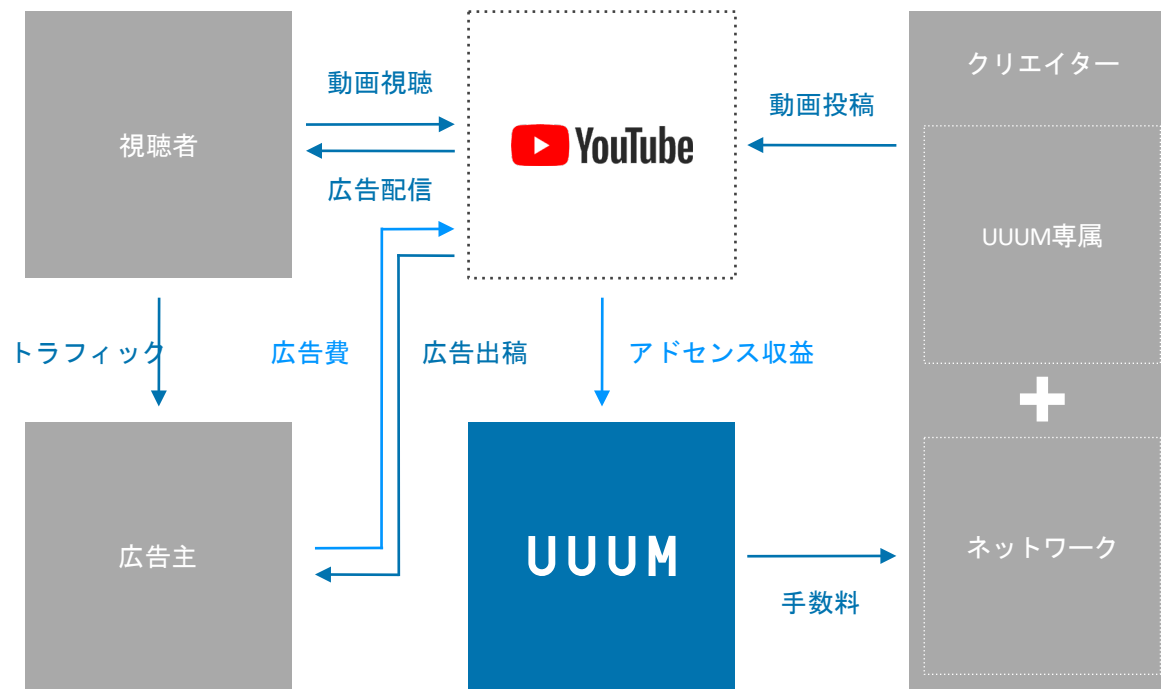 視聴者
動画視聴
広告配信
YouTube
動画投稿
クリエイター
UUUM専属
トラフィック
広告費
広告出稿
アドセンス収益
広告主
UUUM
手数料
ネットワーク